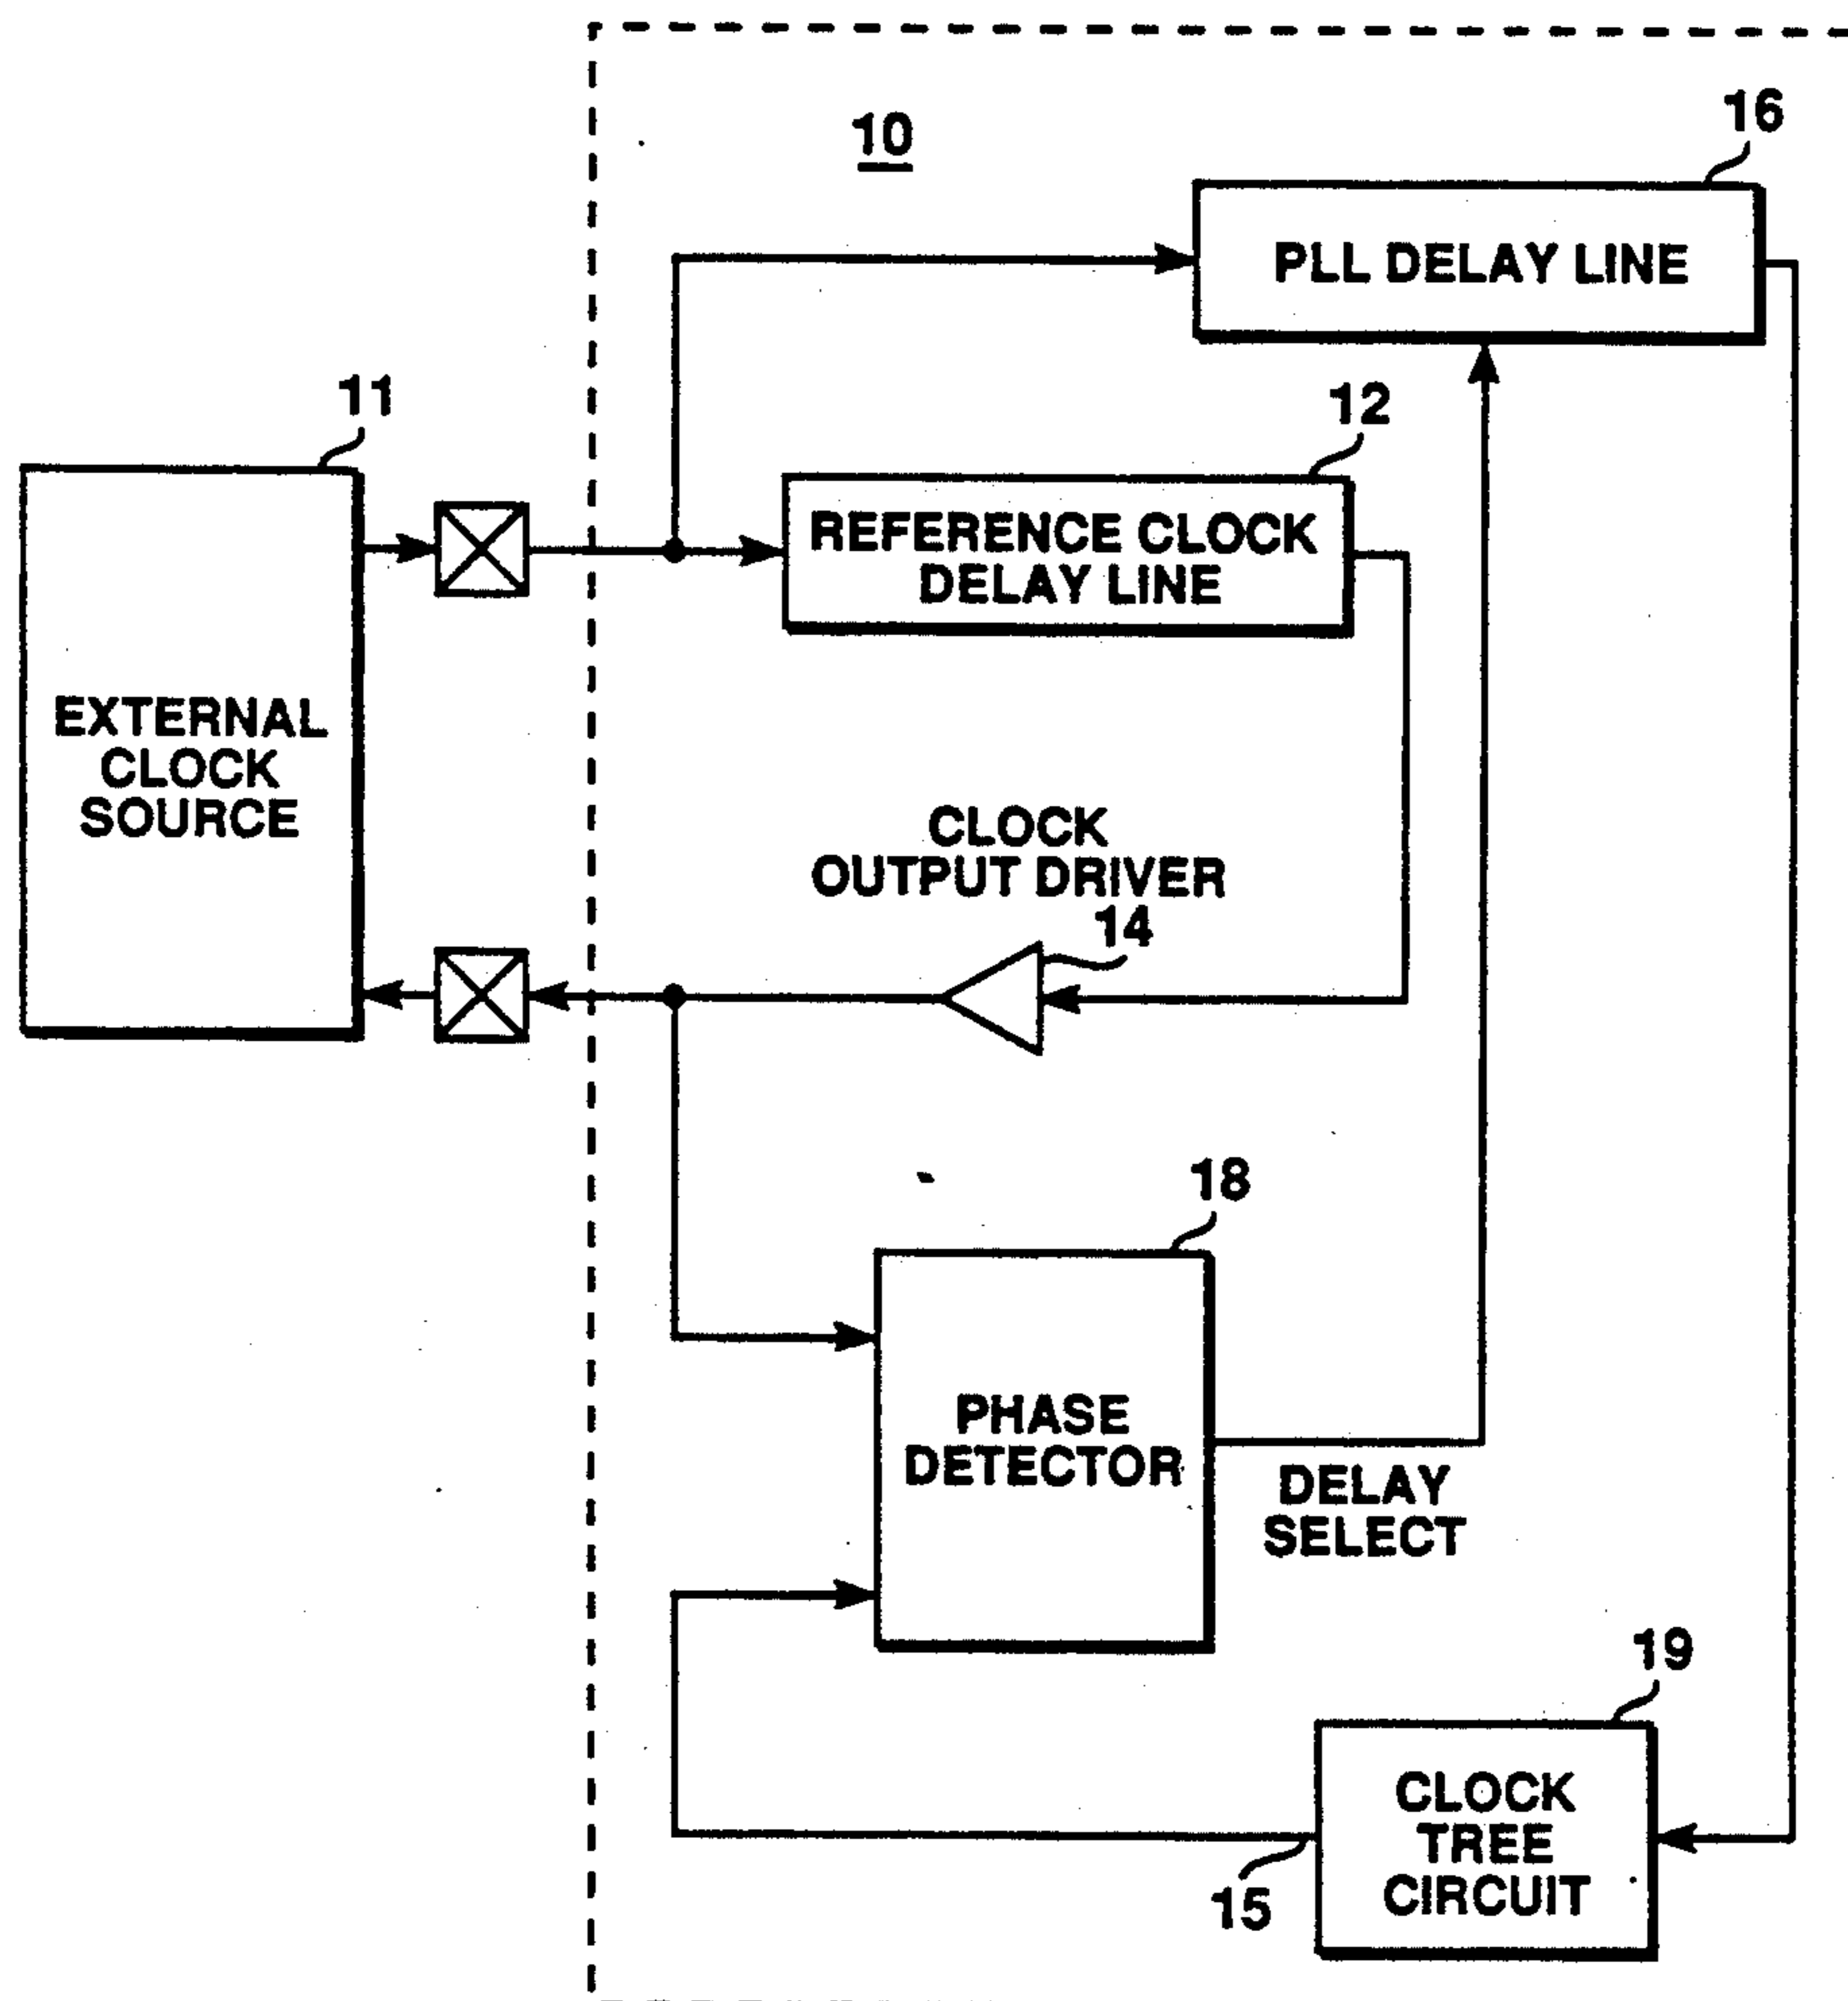 10
16
PLL DELAY LINE
11
12
REFERENCE CLOCK
DELAY LINE
EXTERNAL
CLOCK
SOURCE
CLOCK
OUTPUT DRIVER
14
18
PHASE
DETECTOR
DELAY
SELECT
19
CLOCK
TREE
CIRCUIT
15